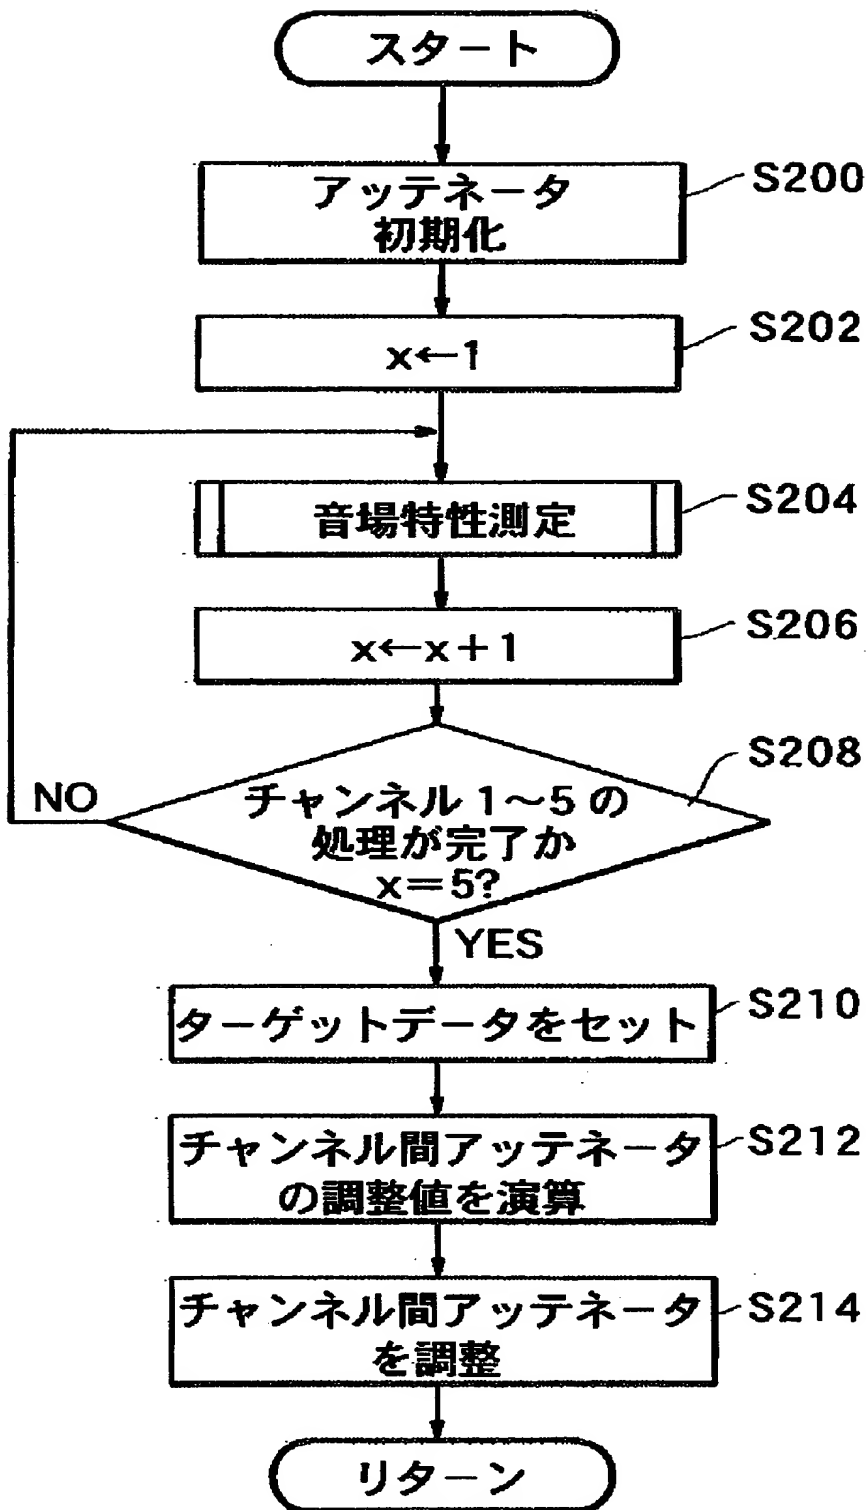 スタート
アッテネータ
初期化
S200
x←1
S202
音場特性測定
S204
x←x+1
S206
チャンネル1~5の
処理が完了か
x=5?
S208
NO
YES
ターゲットデータをセット
S210
チャンネル間アッテネータ
の調整値を演算
S212
チャンネル間アッテネータ
を調整
S214
リターン